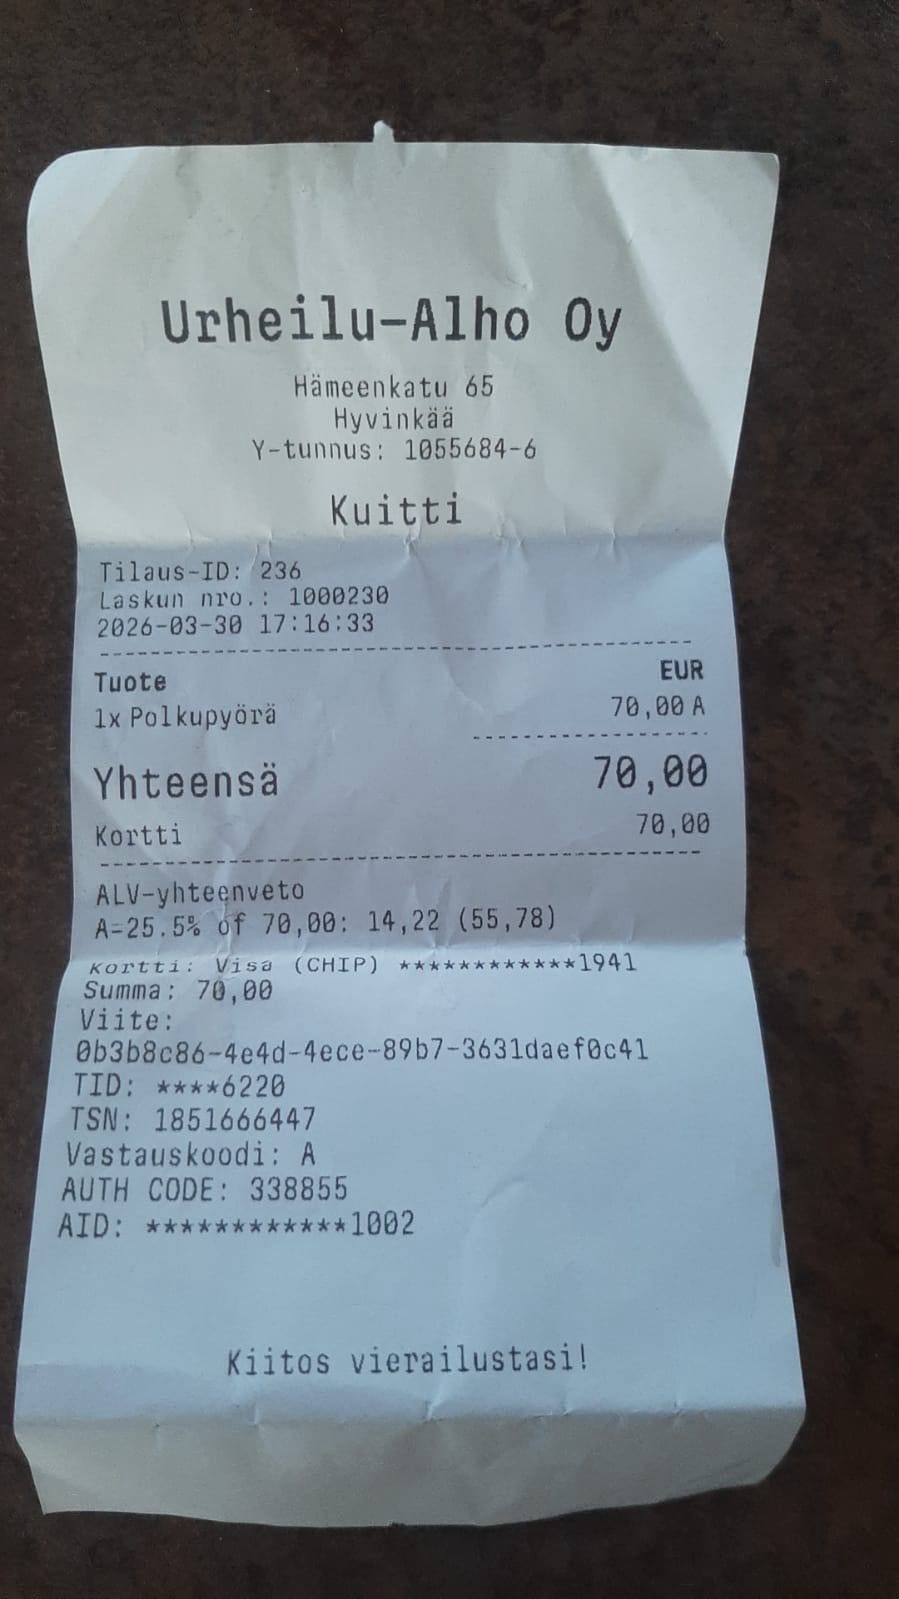 Urheilu-Alho Oy
Hämeenkatu 65
Hyvinkää
Y-tunnus: 1055684-6
Kuitti
Tilaus-ID: 236
Laskun nro.: 1000230
2026-03-30 17:16:33
Tuote EUR
1x Polkupyörä 70,00 A
Yhteensä 70,00
Kortti 70,00
ALV-yhteenveto
A=25.5% of 70,00: 14,22 (55,78)
Kortti: Visa (CHIP) ************1941
Summa: 70,00
Viite:
0b3b8c86-4e4d-4ece-89b7-3631daef0c41
TID: ****6220
TSN: 1851666447
Vastauskoodi: A
AUTH CODE: 338855
AID: ************1002
Kiitos vierailustasi!